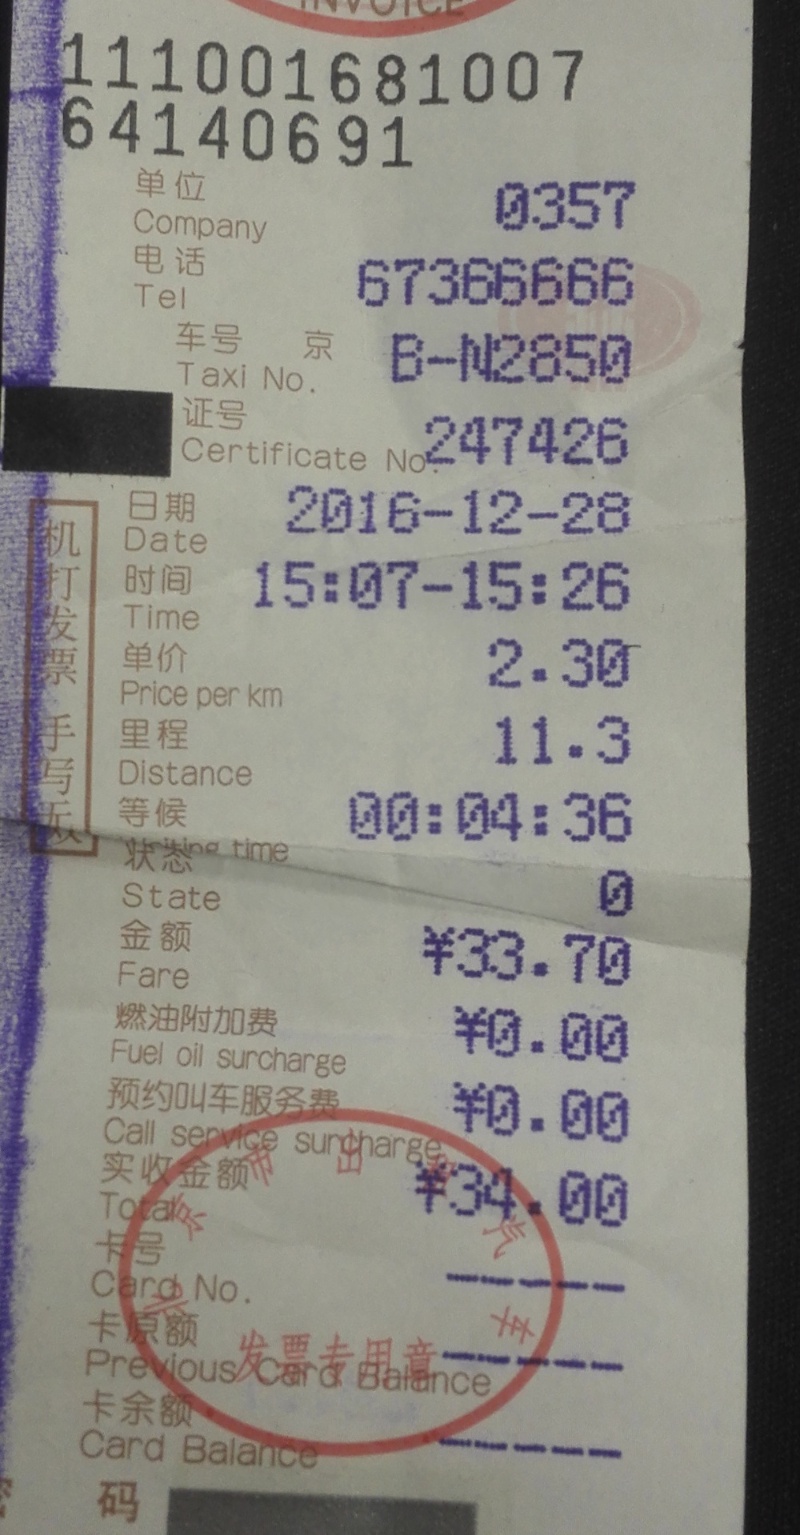 INVOICE
111001681007
64140691
单位 0357
Company
电话 67366666
Tel
车号 京 B-N2850
Taxi No.
证号 247426
Certificate No.
日期 2016-12-28
Date
时间 15:07-15:26
Time
单价 2.30
Price per km
里程 11.3
Distance
等候 00:04:36
time
状态 0
State
金额 ¥33.70
Fare
燃油附加费 ¥0.00
Fuel oil surcharge
预约叫车服务费 ¥0.00
Call service surcharge
实收金额 ¥34.00
Total
卡号 -----
Card No.
卡原额 -----
Previous Card Balance
卡余额 -----
Card Balance
密 码
机打发票 手写无效
北京市出租汽车
发票专用章